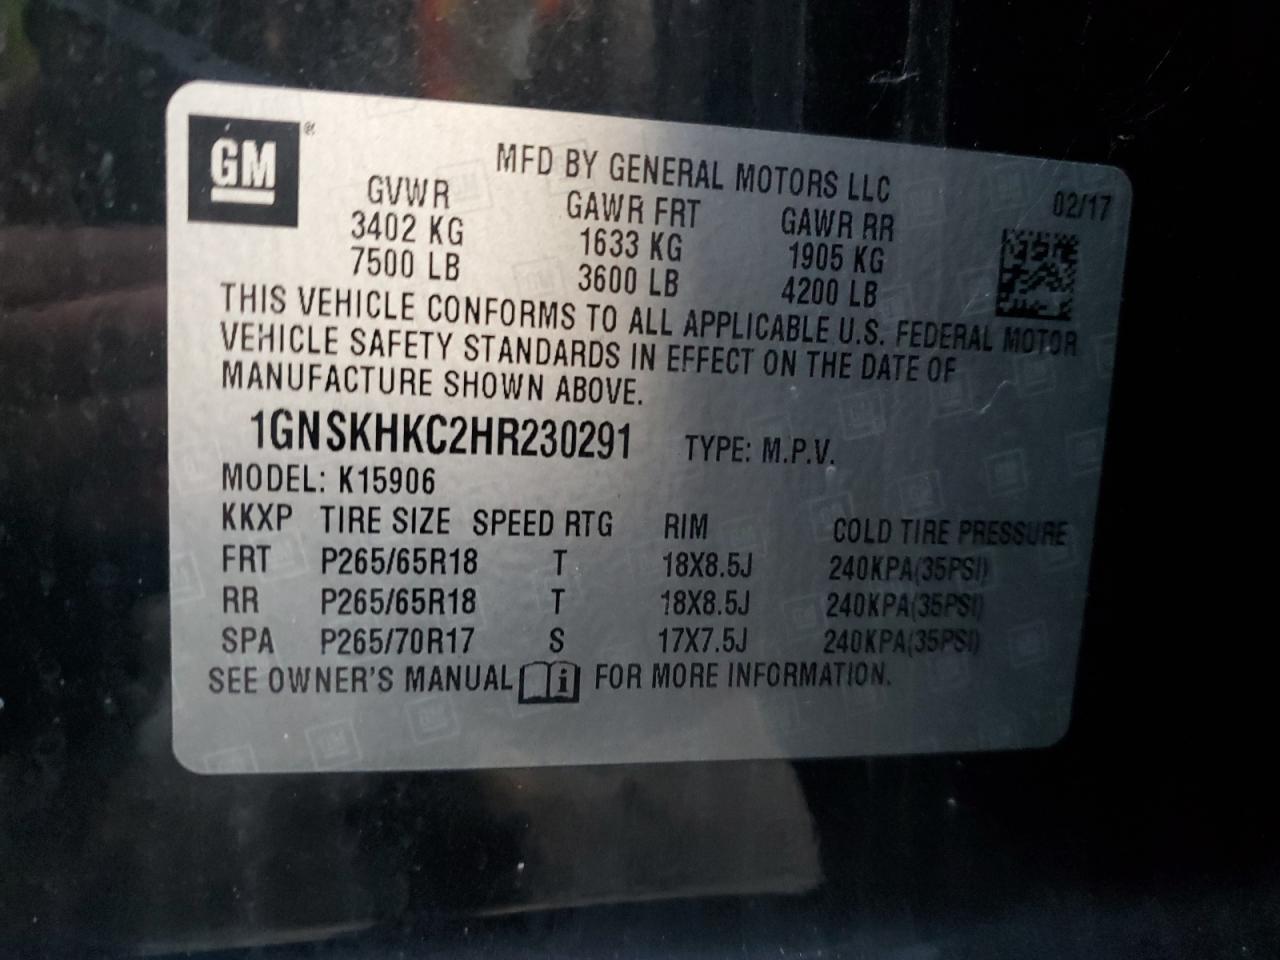 GM ®
MFD BY GENERAL MOTORS LLC
02/17
GVWR GAWR FRT GAWR RR
3402 KG 1633 KG 1905 KG
7500 LB 3600 LB 4200 LB
THIS VEHICLE CONFORMS TO ALL APPLICABLE U.S. FEDERAL MOTOR
VEHICLE SAFETY STANDARDS IN EFFECT ON THE DATE OF
MANUFACTURE SHOWN ABOVE.
1GNSKHKC2HR230291 TYPE: M.P.V.
MODEL: K15906
KKXP TIRE SIZE SPEED RTG RIM COLD TIRE PRESSURE
FRT P265/65R18 T 18X8.5J 240KPA(35PSI)
RR P265/65R18 T 18X8.5J 240KPA(35PSI)
SPA P265/70R17 S 17X7.5J 240KPA(35PSI)
SEE OWNER'S MANUAL i FOR MORE INFORMATION.